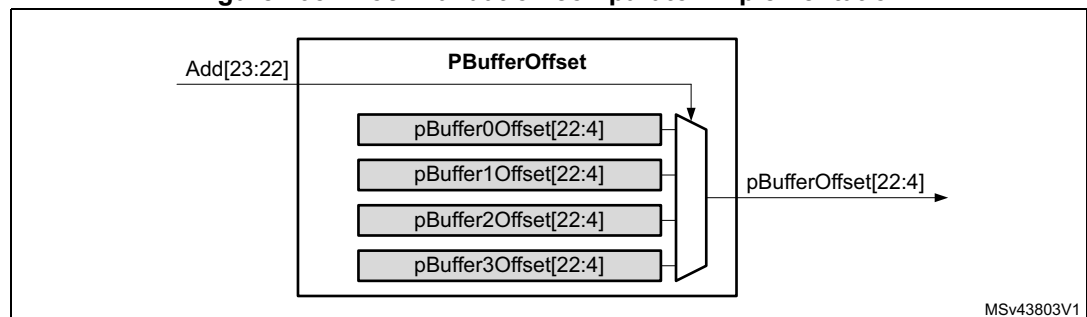 Add[23:22]
PBufferOffset
pBuffer0Offset[22:4]
pBuffer1Offset[22:4]
pBufferOffset[22:4]
pBuffer2Offset[22:4]
pBuffer3Offset[22:4]
MSv43803V1